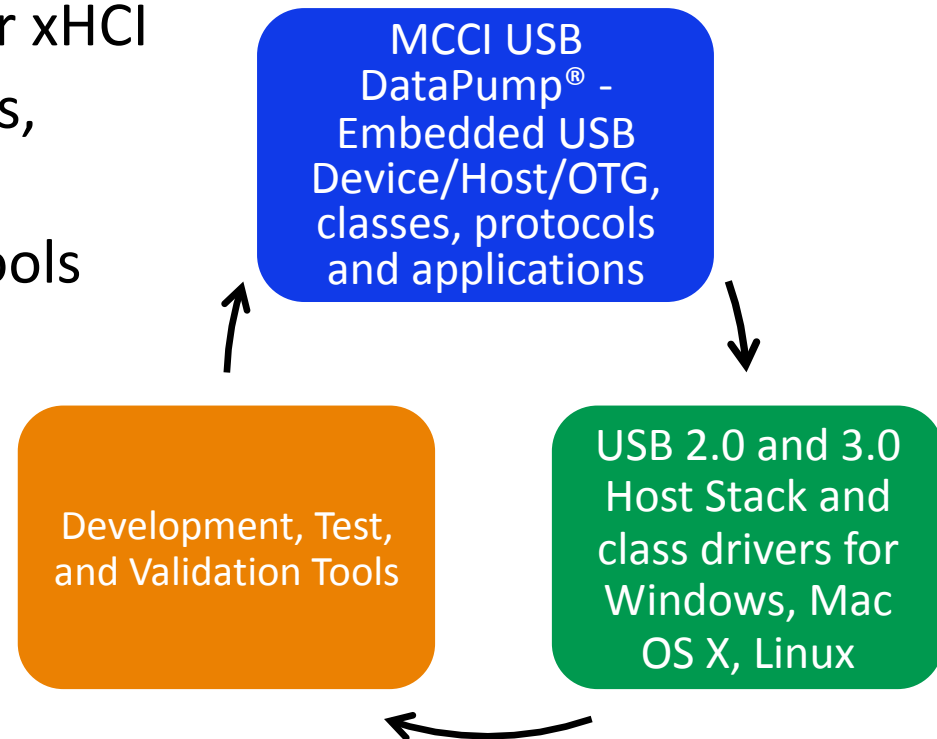 r xHCI
s,
ools
MCCI USB
DataPump® -
Embedded USB
Device/Host/OTG,
classes, protocols
and applications
Development, Test,
and Validation Tools
USB 2.0 and 3.0
Host Stack and
class drivers for
Windows, Mac
OS X, Linux